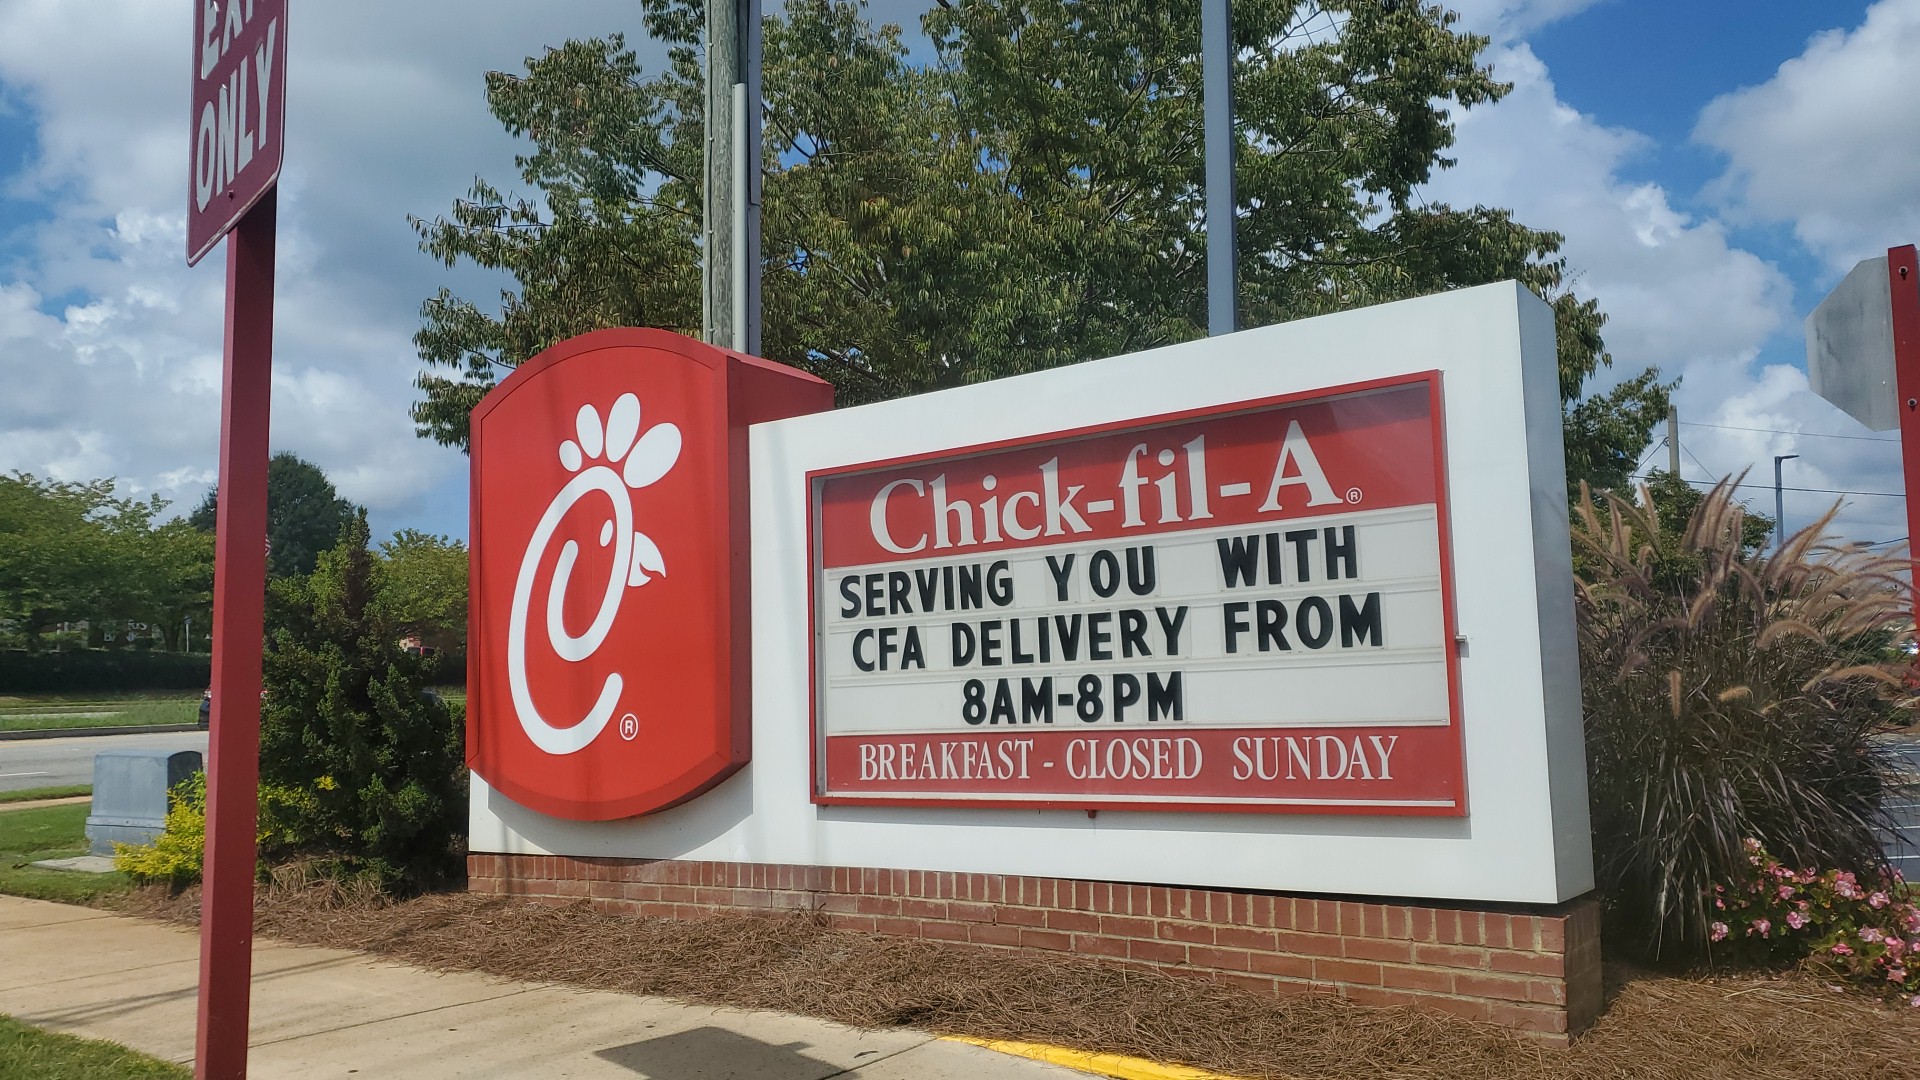 ONLY
Chick-fil-A®
SERVING YOU WITH
CFA DELIVERY FROM
8AM-8PM
BREAKFAST - CLOSED SUNDAY
®